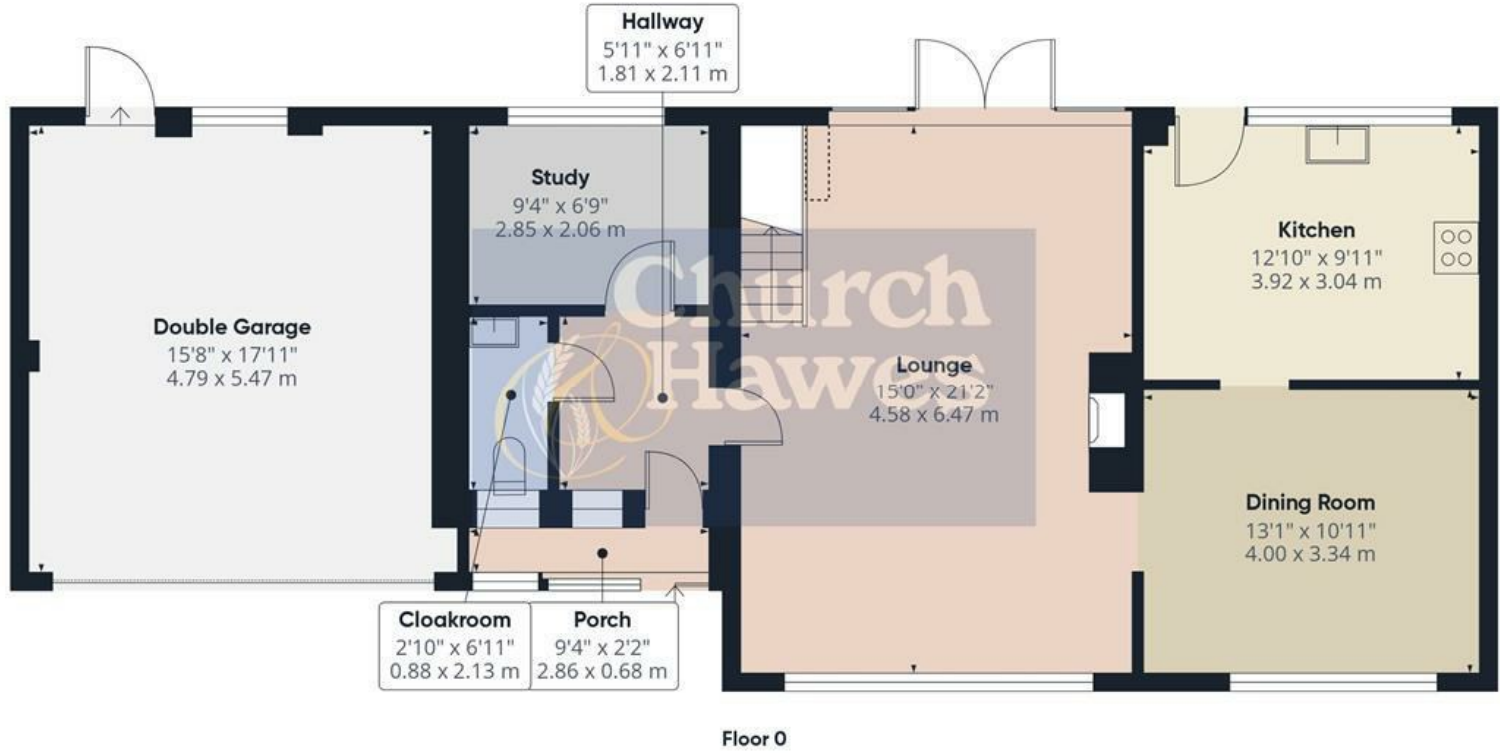 Hallway
5'11" x 6'11"
1.81 x 2.11 m
Study
9'4" x 6'9"
2.85 x 2.06 m
Kitchen
12'10" x 9'11"
3.92 x 3.04 m
Church
Hawes
Double Garage
15'8" x 17'11"
4.79 x 5.47 m
Lounge
15'0" x 21'2"
4.58 x 6.47 m
Dining Room
13'1" x 10'11"
4.00 x 3.34 m
Cloakroom
2'10" x 6'11"
0.88 x 2.13 m
Porch
9'4" x 2'2"
2.86 x 0.68 m
Floor 0